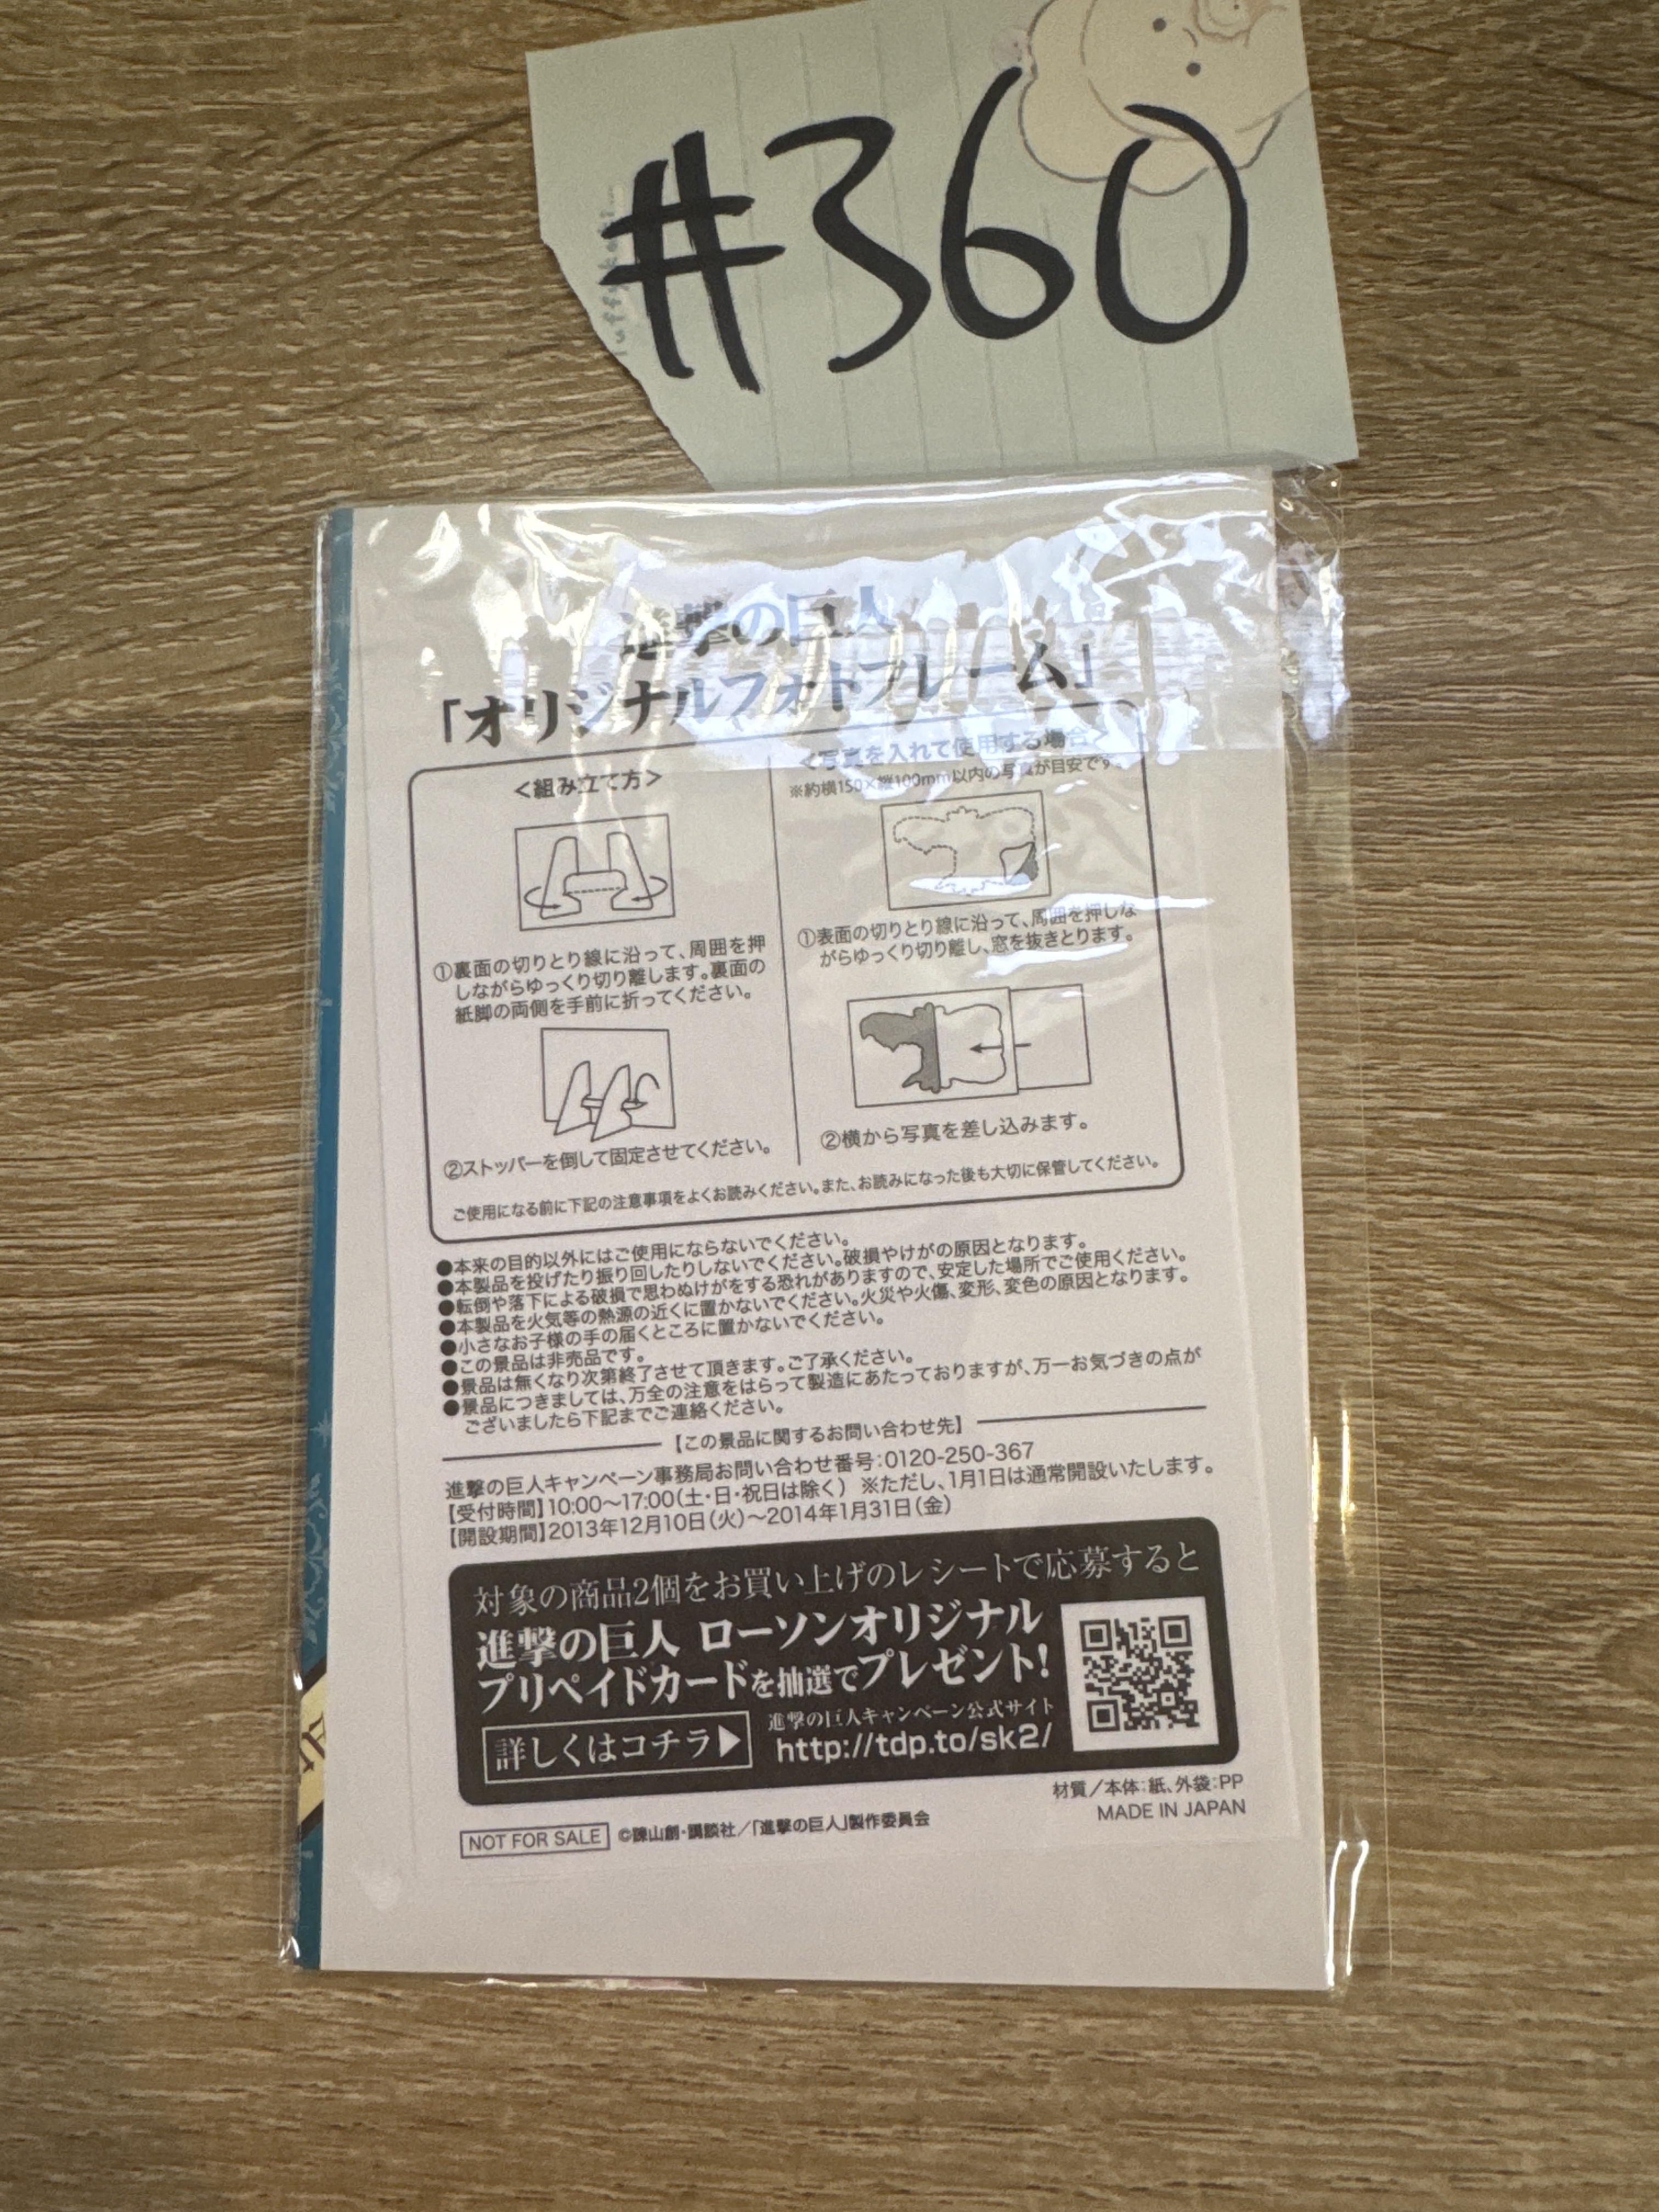 #360
進撃の巨人
「オリジナルフォトフレーム」
<組み立て方>
①裏面の切りとり線に沿って、周囲を押
しながらゆっくり切り離します。裏面の
紙脚の両側を手前に折ってください。
②ストッパーを倒して固定させてください。
<写真を入れて使用する場合>
※約横150×縦100mm以内の写真が目安です。
①表面の切りとり線に沿って、周囲を押しな
がらゆっくり切り離し、窓を抜きとります。
②横から写真を差し込みます。
ご使用になる前に下記の注意事項をよくお読みください。また、お読みになった後も大切に保管してください。
●本来の目的以外にはご使用にならないでください。
●本製品を投げたり振り回したりしないでください。破損やけがの原因となります。
●転倒や落下による破損で思わぬけがをする恐れがありますので、安定した場所でご使用ください。
●本製品を火気等の熱源の近くに置かないでください。火災や火傷、変形、変色の原因となります。
●小さなお子様の手の届くところに置かないでください。
●この景品は非売品です。
●景品は無くなり次第終了させて頂きます。ご了承ください。
●景品につきましては、万全の注意をはらって製造にあたっておりますが、万一お気づきの点が
ございましたら下記までご連絡ください。
【この景品に関するお問い合わせ先】
進撃の巨人キャンペーン事務局お問い合わせ番号:0120-250-367
【受付時間】10:00～17:00(土・日・祝日は除く) ※ただし、1月1日は通常開設いたします。
【開設期間】2013年12月10日(火)～2014年1月31日(金)
対象の商品2個をお買い上げのレシートで応募すると
進撃の巨人 ローソンオリジナル
プリペイドカードを抽選でプレゼント!
詳しくはコチラ▶
進撃の巨人キャンペーン公式サイト
http://tdp.to/sk2/
材質/本体:紙、外袋:PP
MADE IN JAPAN
NOT FOR SALE ©諫山創・講談社/「進撃の巨人」製作委員会